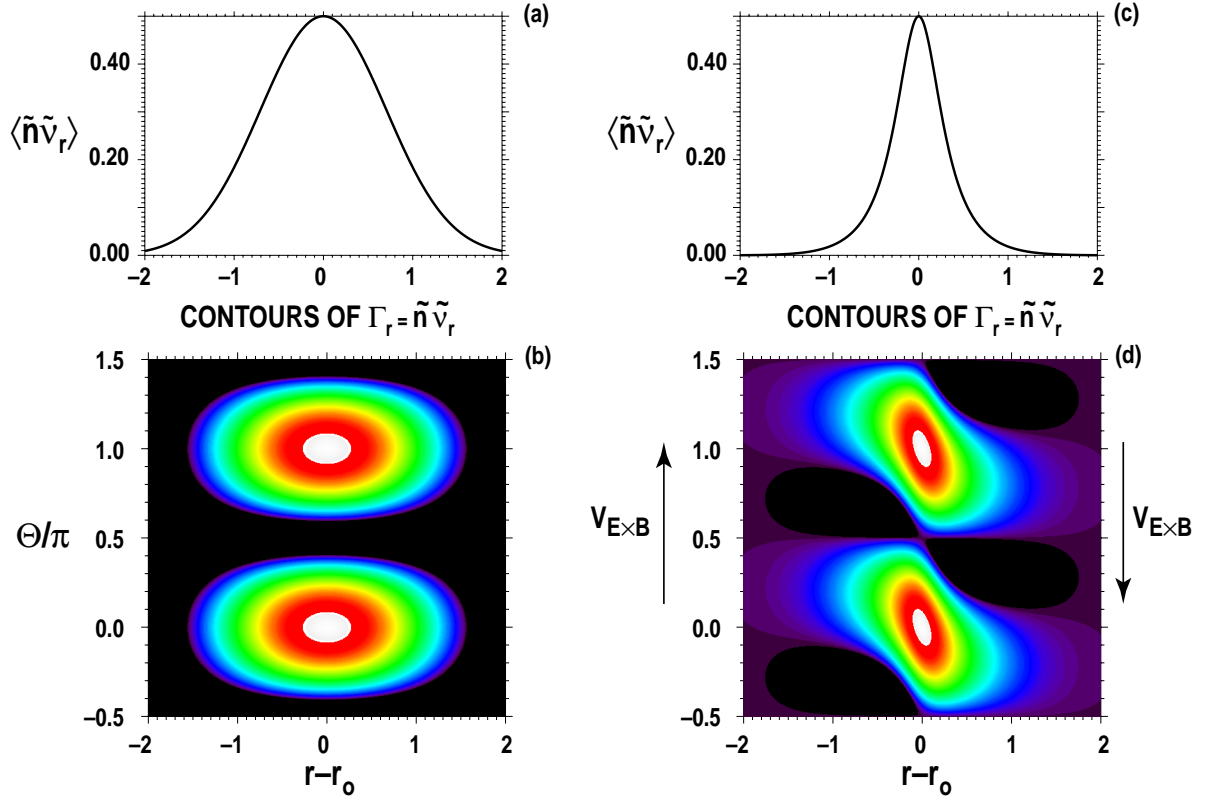 (a)
0.40
⟨ñṽr⟩
0.20
0.00
–2 –1 0 1 2
CONTOURS OF Γr = ñ ṽr
(b)
1.5
1.0
Θ/π
0.5
0.0
–0.5
–2 –1 0 1 2
r–ro
(c)
0.40
⟨ñṽr⟩
0.20
0.00
–2 –1 0 1 2
CONTOURS OF Γr = ñ ṽr
(d)
1.5
1.0
VE×B
0.5
VE×B
0.0
–0.5
–2 –1 0 1 2
r–ro